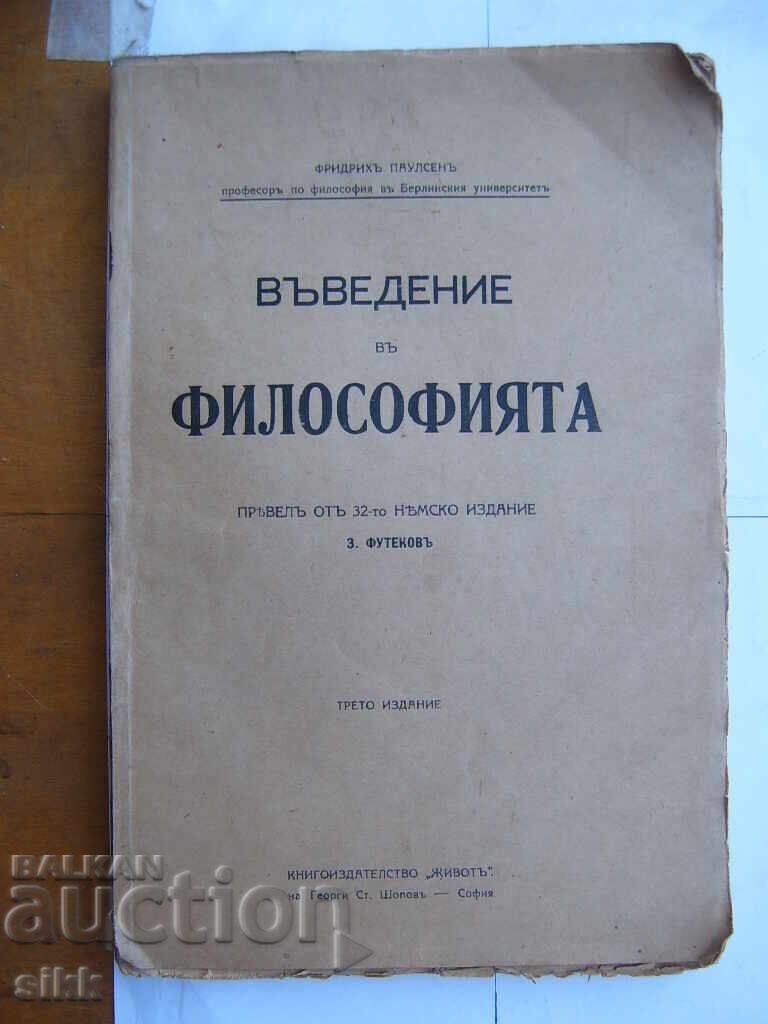 ФРИДРИХЪ ПАУЛСЕНЪ
професоръ по философия въ Берлинския университетъ
ВЪВЕДЕНИЕ
ВЪ
ФИЛОСОФИЯТА
ПРѢВЕЛЪ ОТЪ 32-то НѢМСКО ИЗДАНИЕ
З. ФУТЕКОВЪ
ТРЕТО ИЗДАНИЕ
КНИГОИЗДАТЕЛСТВО „ЖИВОТЪ“.
на Георги Ст. Шоповъ — София
BALKAN
auction
sikk